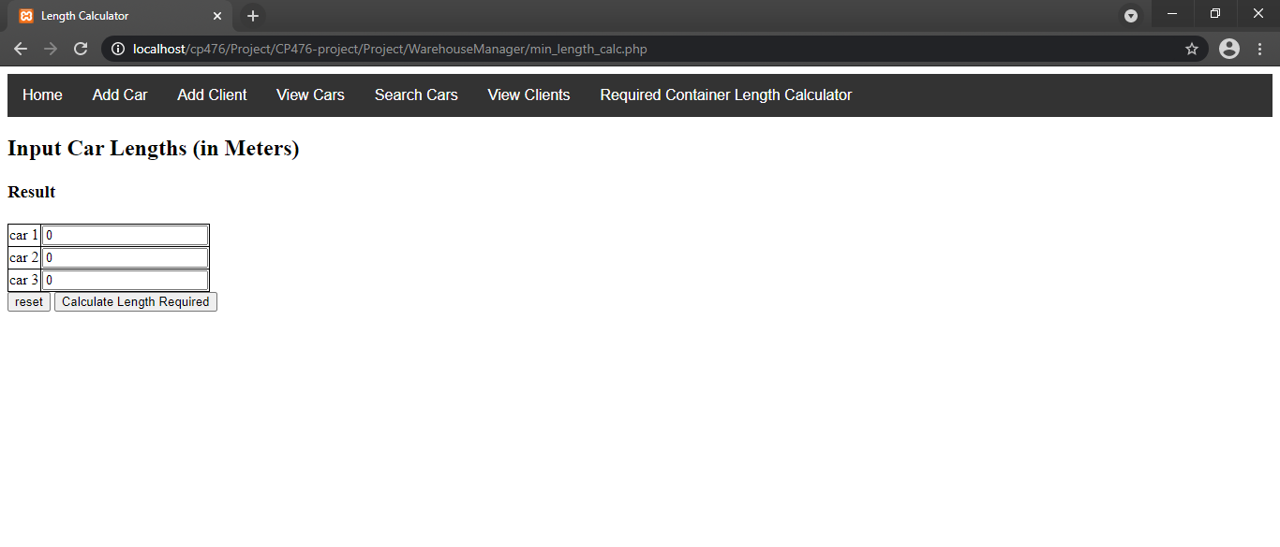 Length Calculator
localhost/cp476/Project/CP476-project/Project/WarehouseManager/min_length_calc.php
Home Add Car Add Client View Cars Search Cars View Clients Required Container Length Calculator
Input Car Lengths (in Meters)
Result
car 1 0
car 2 0
car 3 0
reset Calculate Length Required